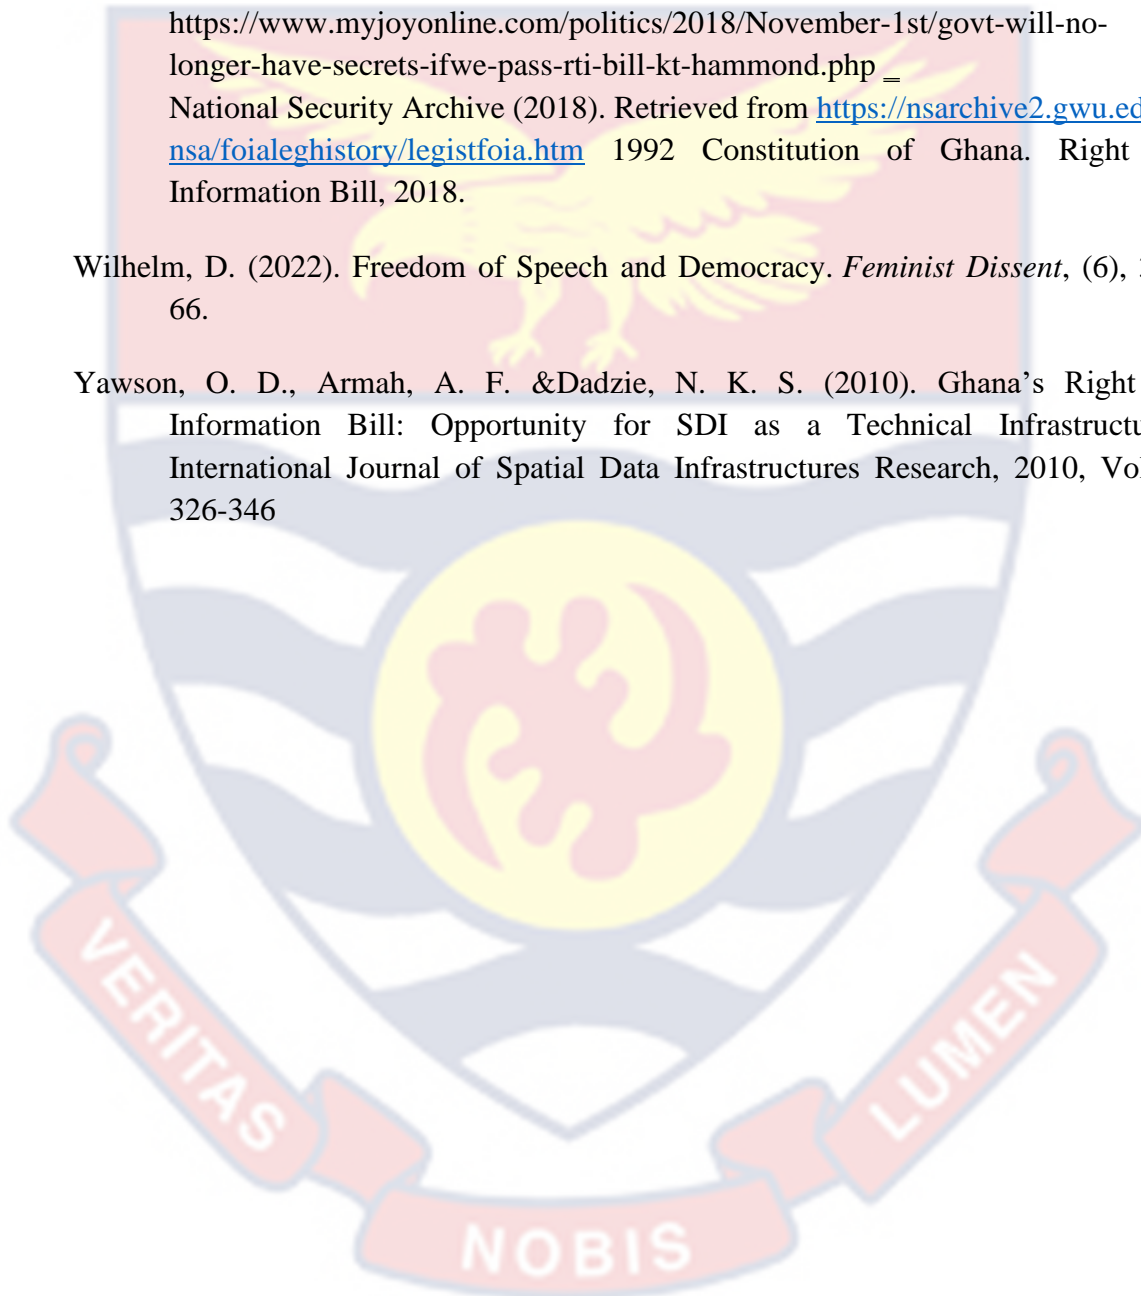 https://www.myjoyonline.com/politics/2018/November-1st/govt-will-no-
longer-have-secrets-ifwe-pass-rti-bill-kt-hammond.php _
National Security Archive (2018). Retrieved from https://nsarchive2.gwu.ed
nsa/foialeghistory/legistfoia.htm 1992 Constitution of Ghana. Right
Information Bill, 2018.
Wilhelm, D. (2022). Freedom of Speech and Democracy. Feminist Dissent, (6),
66.
Yawson, O. D., Armah, A. F. &Dadzie, N. K. S. (2010). Ghana’s Right
Information Bill: Opportunity for SDI as a Technical Infrastructu
International Journal of Spatial Data Infrastructures Research, 2010, Vol
326-346
VERITAS
NOBIS
LUMEN